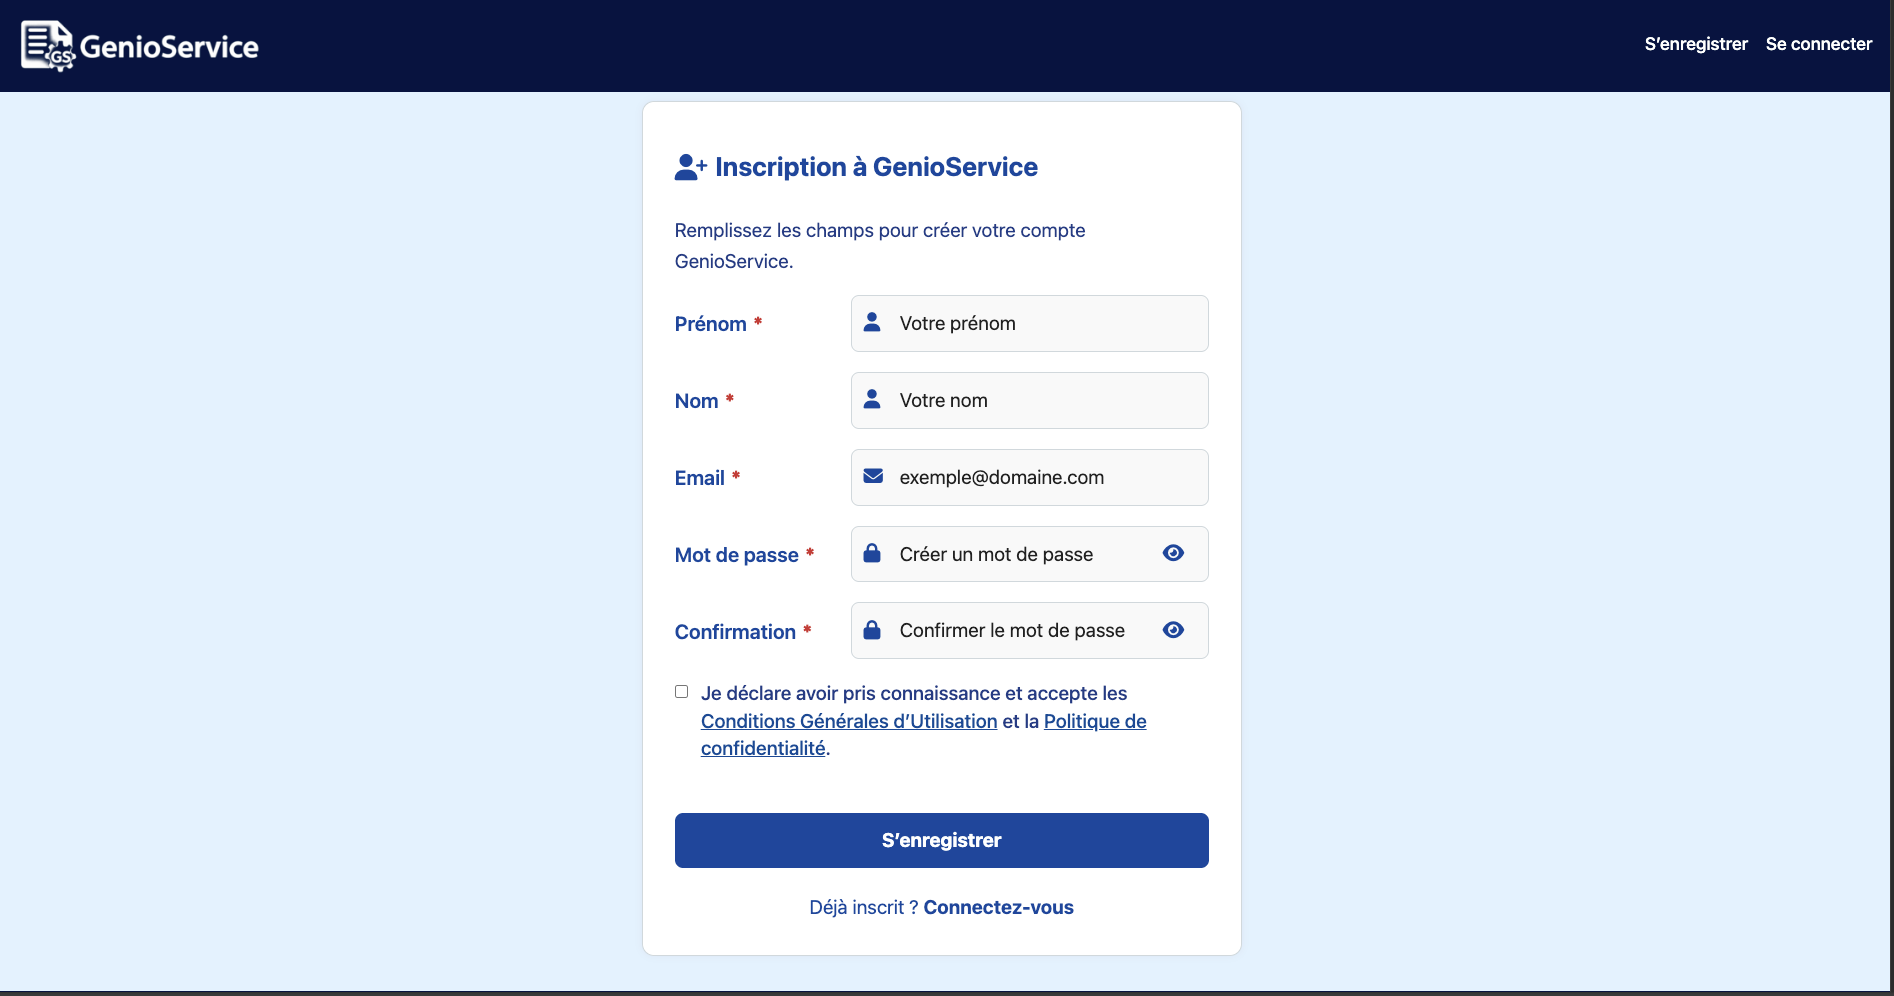 GS GenioService
S’enregistrer Se connecter
Inscription à GenioService
Remplissez les champs pour créer votre compte
GenioService.
Prénom *
Votre prénom
Nom *
Votre nom
Email *
exemple@domaine.com
Mot de passe *
Créer un mot de passe
Confirmation *
Confirmer le mot de passe
Je déclare avoir pris connaissance et accepte les
Conditions Générales d’Utilisation et la Politique de
confidentialité.
S’enregistrer
Déjà inscrit ? Connectez-vous